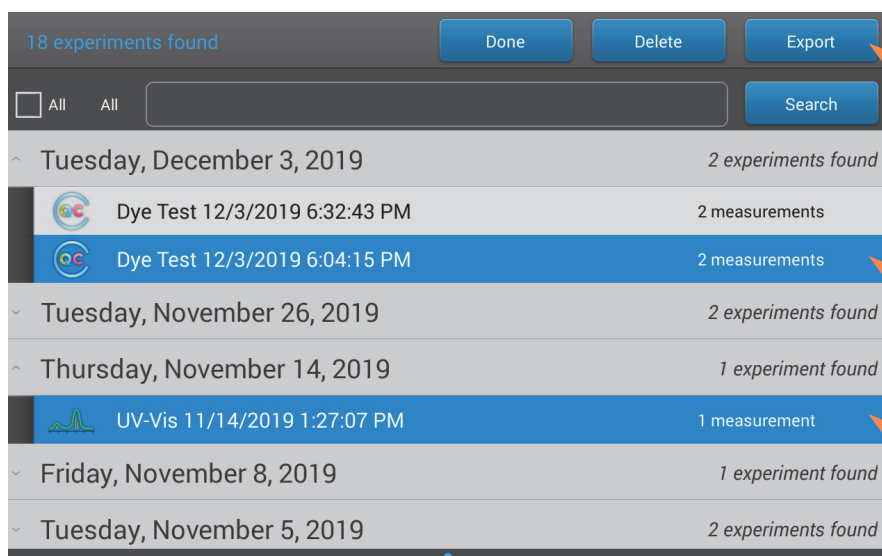 18 experiments found Done Delete Export
All All Search
Tuesday, December 3, 2019 2 experiments found
QC Dye Test 12/3/2019 6:32:43 PM 2 measurements
QC Dye Test 12/3/2019 6:04:15 PM 2 measurements
Tuesday, November 26, 2019 2 experiments found
Thursday, November 14, 2019 1 experiment found
UV-Vis 11/14/2019 1:27:07 PM 1 measurement
Friday, November 8, 2019 1 experiment found
Tuesday, November 5, 2019 2 experiments found